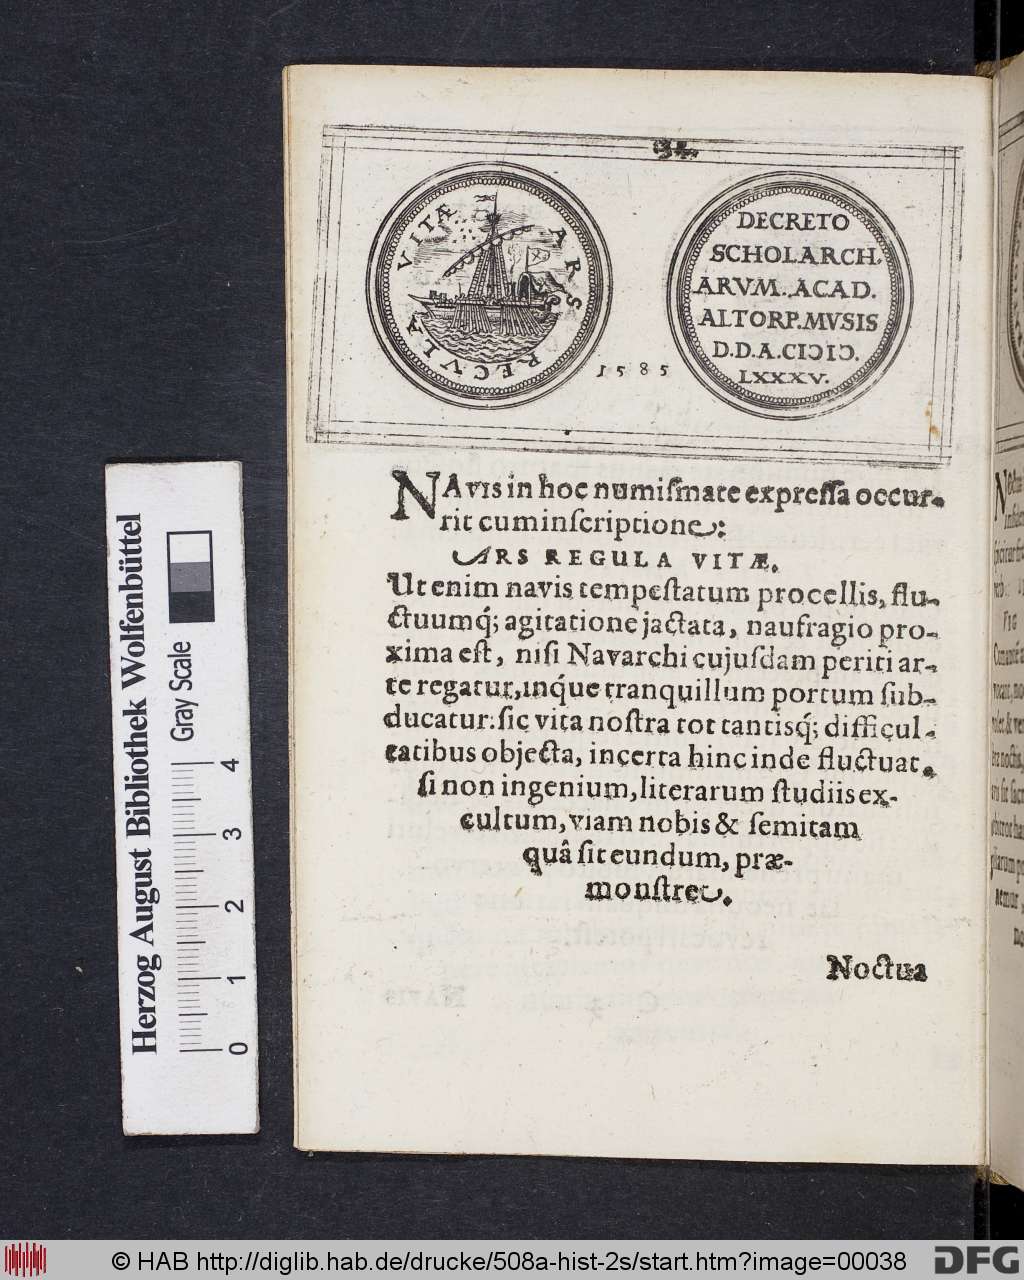 34.
VITÆ ARS REGULA
DECRETO
SCHOLARCH.
ARVM. ACAD.
ALTORP. MVSIS
D. D. A. CIƆIƆ.
LXXXV.
1585
NAvis in hoc numiſmate expreſſa occur-
rit cum inſcriptione:
ARS REGULA VITÆ.
Ut enim navis tempeſtatum procellis, flu-
ctuumq́; agitatione jactata, naufragio pro-
xima eſt, niſi Navarchi cujuſdam periti ar-
te regatur, inq́ue tranquillum portum ſub-
ducatur: ſic vita noſtra tot tantisq́; difficul-
tatibus objecta, incerta hinc inde fluctuat,
ſi non ingenium, literarum ſtudiis ex-
cultum, viam nobis & ſemitam
quâ ſit eundum, præ-
monſtret.
Noctua
Herzog August Bibliothek Wolfenbüttel
Gray Scale
0 1 2 3 4
© HAB http://diglib.hab.de/drucke/508a-hist-2s/start.htm?image=00038
DFG